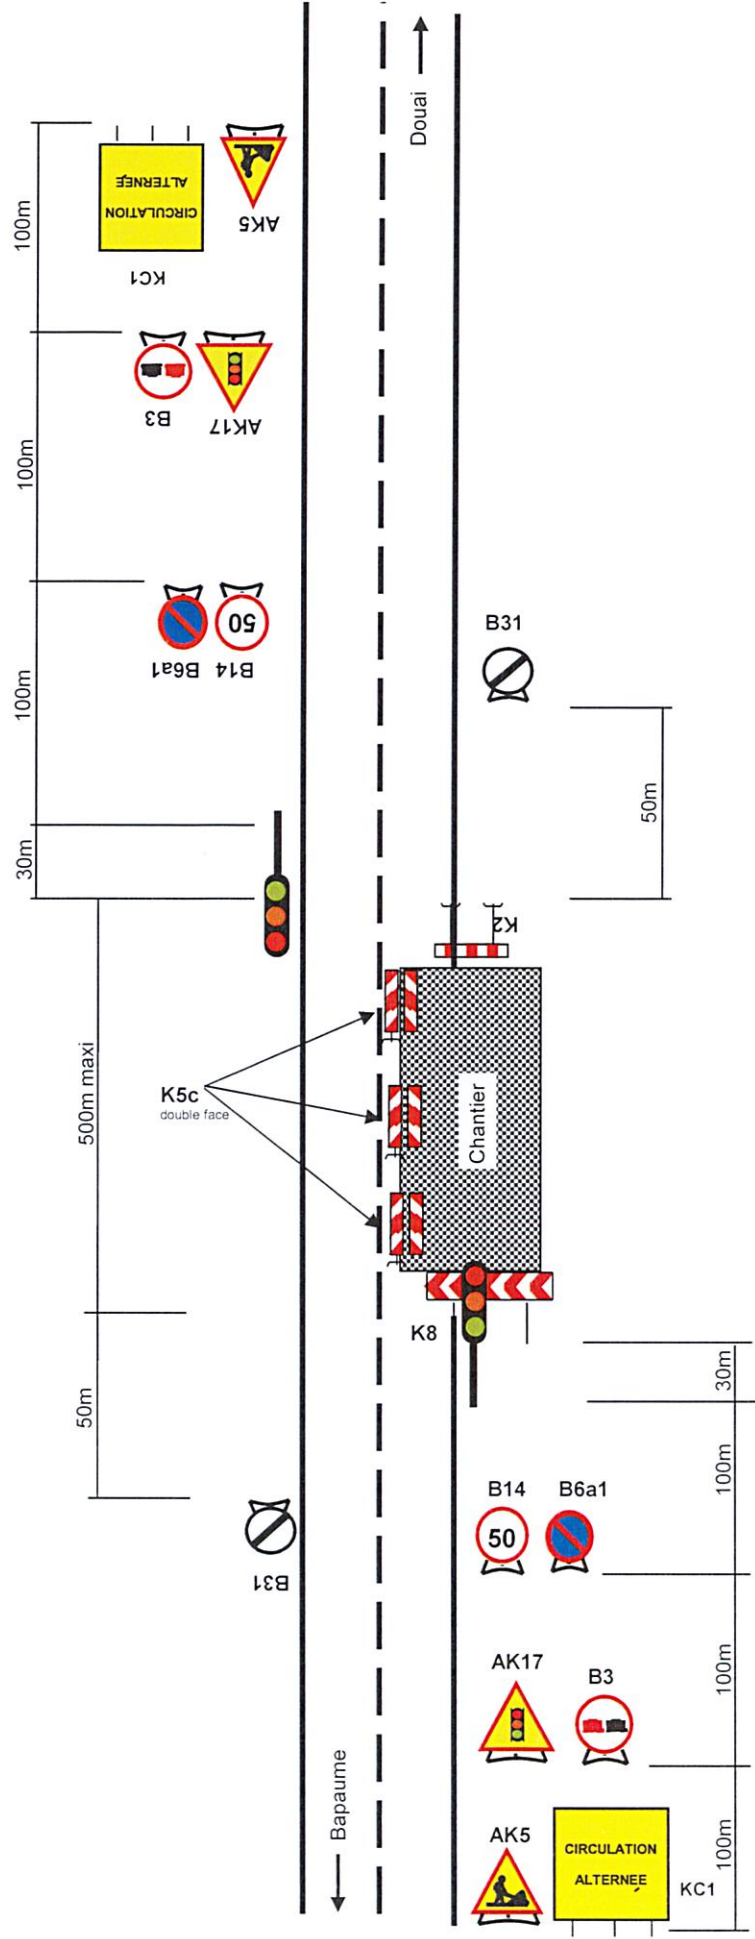 Douai
100m
CIRCULATION
ALTERNÉE
KC1
AK5
100m
B3
AK17
100m
B6a1
B14
50
B31
30m
50m
K2
500m maxi
K5c
double face
Chantier
K8
50m
B31
30m
100m
B14
B6a1
50
100m
AK17
B3
Bapaume
100m
AK5
CIRCULATION
ALTERNÉE
KC1